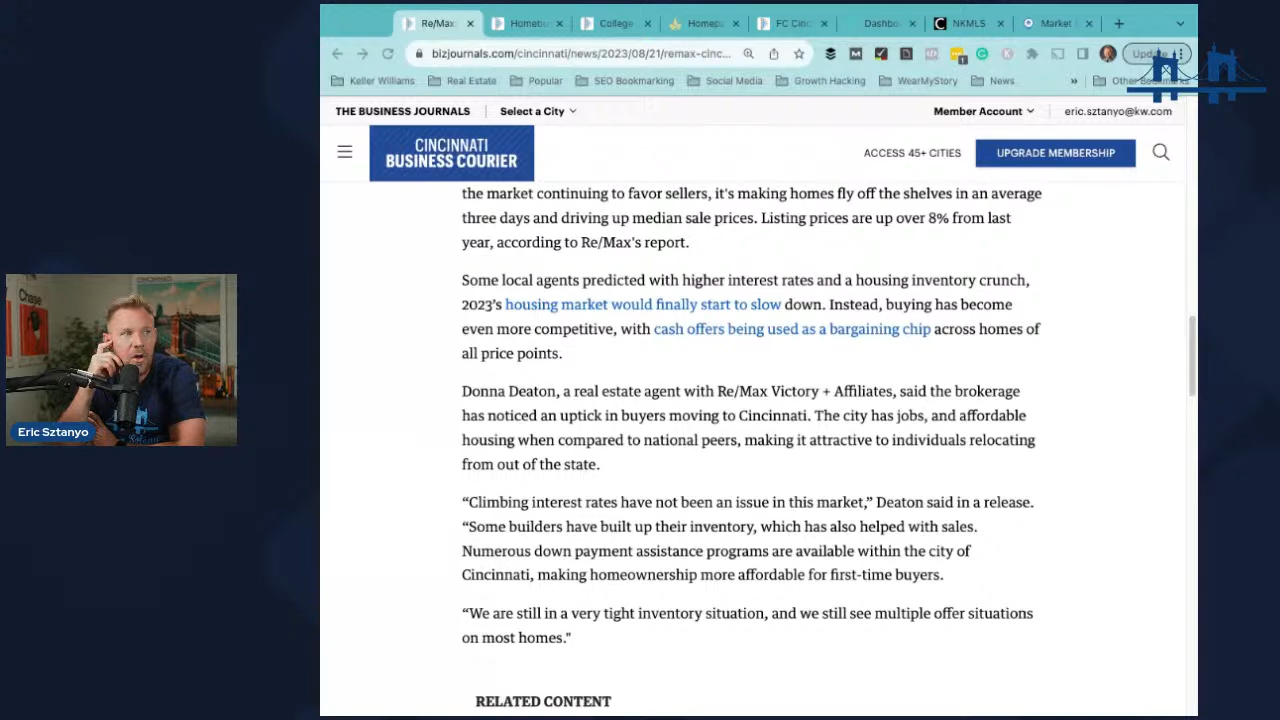 Re/Max
Homebu
College
Homepa
FC Cinc
Dashbo
NKMLS
Market
bizjournals.com/cincinnati/news/2023/08/21/remax-cinc...
Update
Keller Williams
Real Estate
Popular
SEO Bookmarking
Social Media
Growth Hacking
WearMyStory
News
»
Other Bookmarks
THE BUSINESS JOURNALS
Select a City
Member Account
eric.sztanyo@kw.com
CINCINNATI
BUSINESS COURIER
ACCESS 45+ CITIES
UPGRADE MEMBERSHIP
the market continuing to favor sellers, it's making homes fly off the shelves in an average
three days and driving up median sale prices. Listing prices are up over 8% from last
year, according to Re/Max's report.
Some local agents predicted with higher interest rates and a housing inventory crunch,
2023's housing market would finally start to slow down. Instead, buying has become
even more competitive, with cash offers being used as a bargaining chip across homes of
all price points.
Donna Deaton, a real estate agent with Re/Max Victory + Affiliates, said the brokerage
has noticed an uptick in buyers moving to Cincinnati. The city has jobs, and affordable
housing when compared to national peers, making it attractive to individuals relocating
from out of the state.
“Climbing interest rates have not been an issue in this market,” Deaton said in a release.
“Some builders have built up their inventory, which has also helped with sales.
Numerous down payment assistance programs are available within the city of
Cincinnati, making homeownership more affordable for first-time buyers.
“We are still in a very tight inventory situation, and we still see multiple offer situations
on most homes."
RELATED CONTENT
Chase
Eric Sztanyo